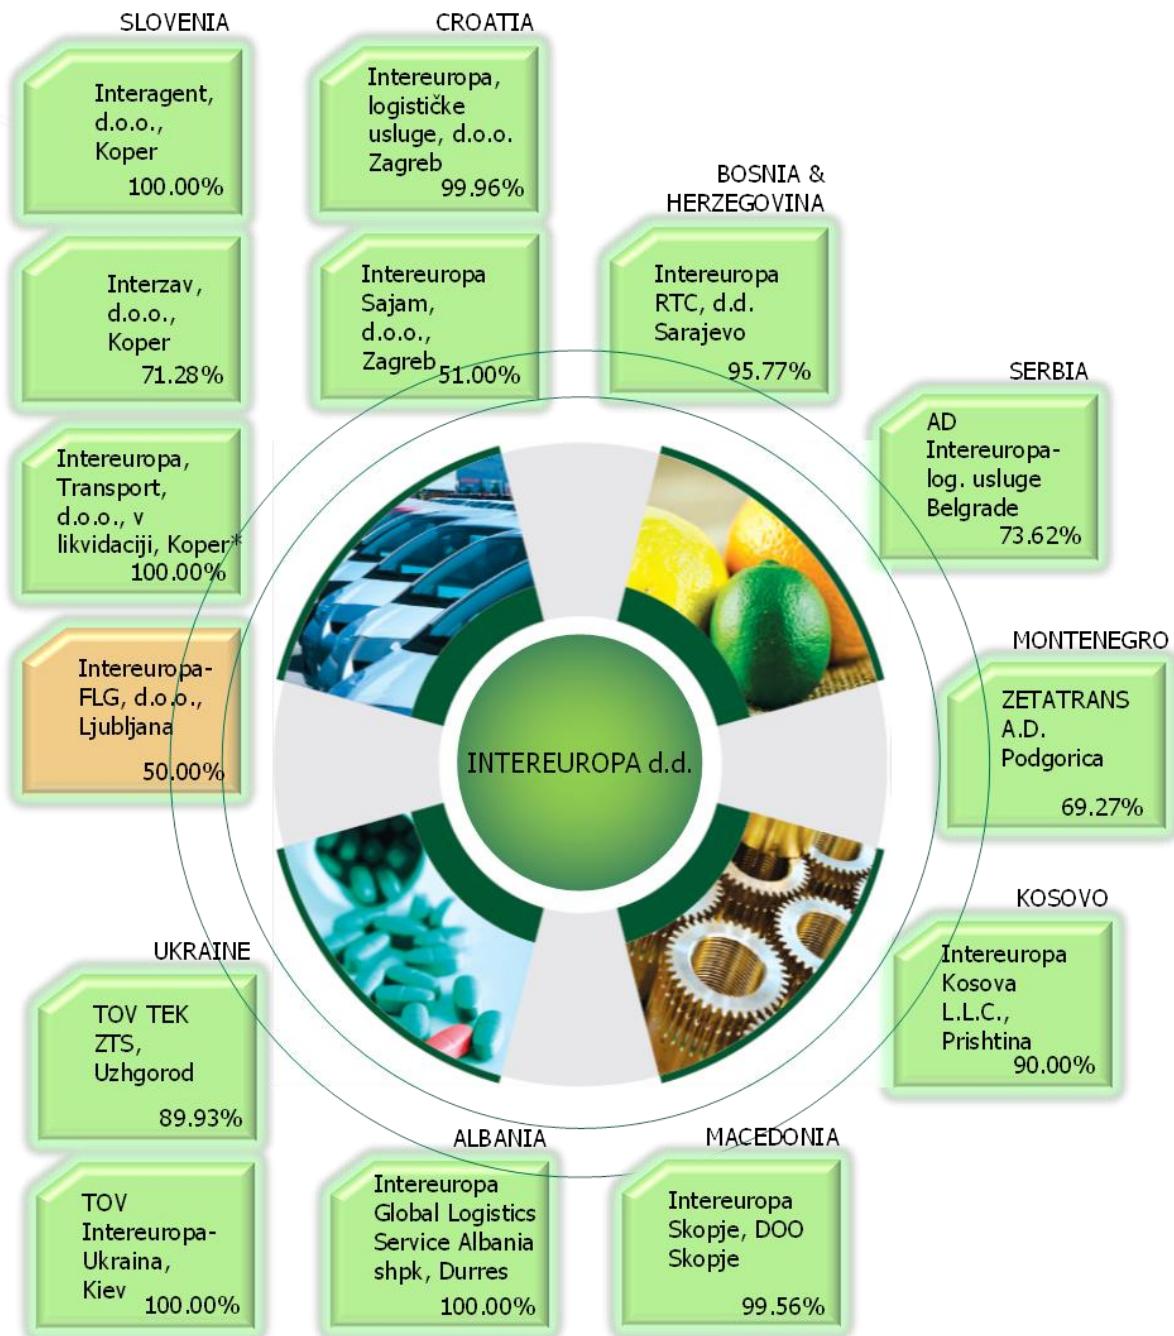 SLOVENIA
Interagent,
d.o.o.,
Koper
100.00%
Interzav,
d.o.o.,
Koper
71.28%
Intereuropa,
Transport,
d.o.o., v
likvidaciji, Koper*
100.00%
Intereuropa-
FLG, d.o.o.,
Ljubljana
50.00%
CROATIA
Intereuropa,
logističke
usluge, d.o.o.
Zagreb
99.96%
Intereuropa
Sajam,
d.o.o.,
Zagreb
51.00%
BOSNIA &
HERZEGOVINA
Intereuropa
RTC, d.d.
Sarajevo
95.77%
SERBIA
AD
Intereuropa-
log. usluge
Belgrade
73.62%
MONTENEGRO
ZETATRANS
A.D.
Podgorica
69.27%
INTEREUROPA d.d.
KOSOVO
Intereuropa
Kosova
L.L.C.,
Prishtina
90.00%
UKRAINE
TOV TEK
ZTS,
Uzhgorod
89.93%
TOV
Intereuropa-
Ukraina,
Kiev
100.00%
ALBANIA
Intereuropa
Global Logistics
Service Albania
shpk, Durres
100.00%
MACEDONIA
Intereuropa
Skopje, DOO
Skopje
99.56%